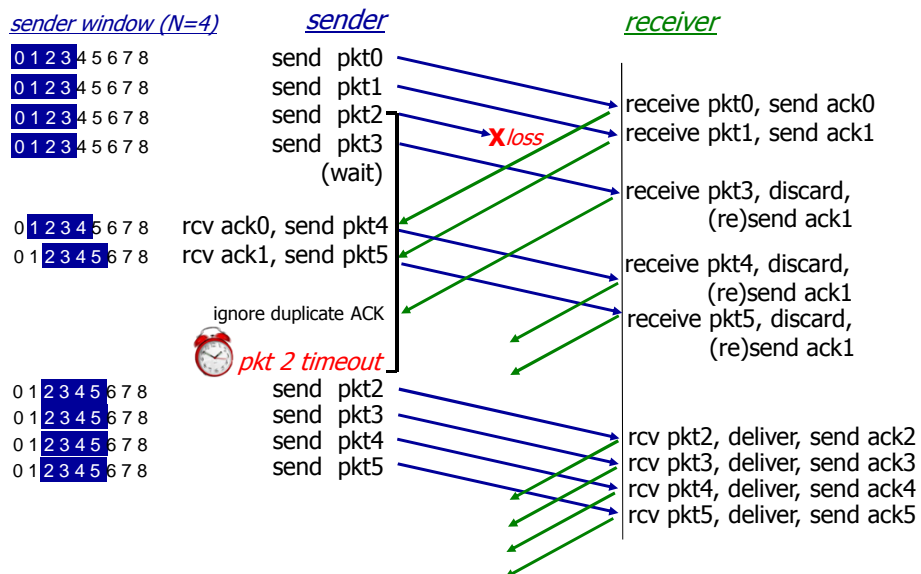 sender window (N=4) sender receiver
0 1 2 3 4 5 6 7 8 send pkt0
0 1 2 3 4 5 6 7 8 send pkt1
0 1 2 3 4 5 6 7 8 send pkt2
0 1 2 3 4 5 6 7 8 send pkt3
(wait)
X loss
receive pkt0, send ack0
receive pkt1, send ack1
receive pkt3, discard,
(re)send ack1
0 1 2 3 4 5 6 7 8 rcv ack0, send pkt4
0 1 2 3 4 5 6 7 8 rcv ack1, send pkt5
receive pkt4, discard,
(re)send ack1
receive pkt5, discard,
(re)send ack1
ignore duplicate ACK
pkt 2 timeout
0 1 2 3 4 5 6 7 8 send pkt2
0 1 2 3 4 5 6 7 8 send pkt3
0 1 2 3 4 5 6 7 8 send pkt4
0 1 2 3 4 5 6 7 8 send pkt5
rcv pkt2, deliver, send ack2
rcv pkt3, deliver, send ack3
rcv pkt4, deliver, send ack4
rcv pkt5, deliver, send ack5